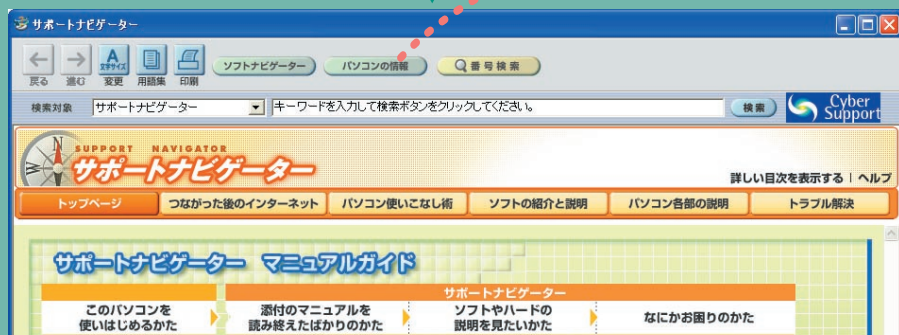 サポートナビゲーター
戻る 進む 文字サイズ 変更 用語集 印刷 ソフトナビゲーター パソコンの情報 番号検索
検索対象 サポートナビゲーター キーワードを入力して検索ボタンをクリックしてください。 検索 Cyber Support
SUPPORT NAVIGATOR
サポートナビゲーター
詳しい目次を表示する | ヘルプ
トップページ つながった後のインターネット パソコン使いこなし術 ソフトの紹介と説明 パソコン各部の説明 トラブル解決
サポートナビゲーター マニュアルガイド
サポートナビゲーター
このパソコンを 添付のマニュアルを ソフトやハードの なにかお困りのかた
使いはじめるかた 読み終えたばかりのかた 説明を見たいかた